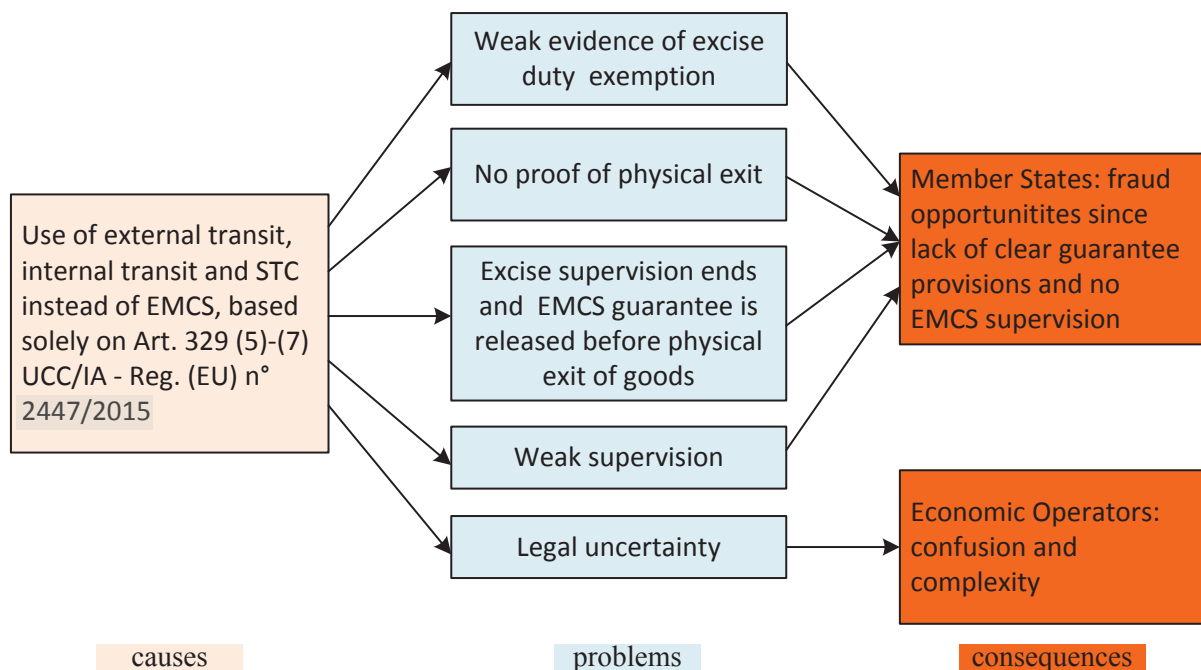 Use of external transit,
internal transit and STC
instead of EMCS, based
solely on Art. 329 (5)-(7)
UCC/IA - Reg. (EU) n°
2447/2015
Weak evidence of excise
duty  exemption
No proof of physical exit
Excise supervision ends
and  EMCS guarantee is
released before physical
exit of goods
Weak supervision
Legal uncertainty
Member States: fraud
opportunitites since
lack of clear guarantee
provisions and no
EMCS supervision
Economic Operators:
confusion and
complexity
causes
problems
consequences